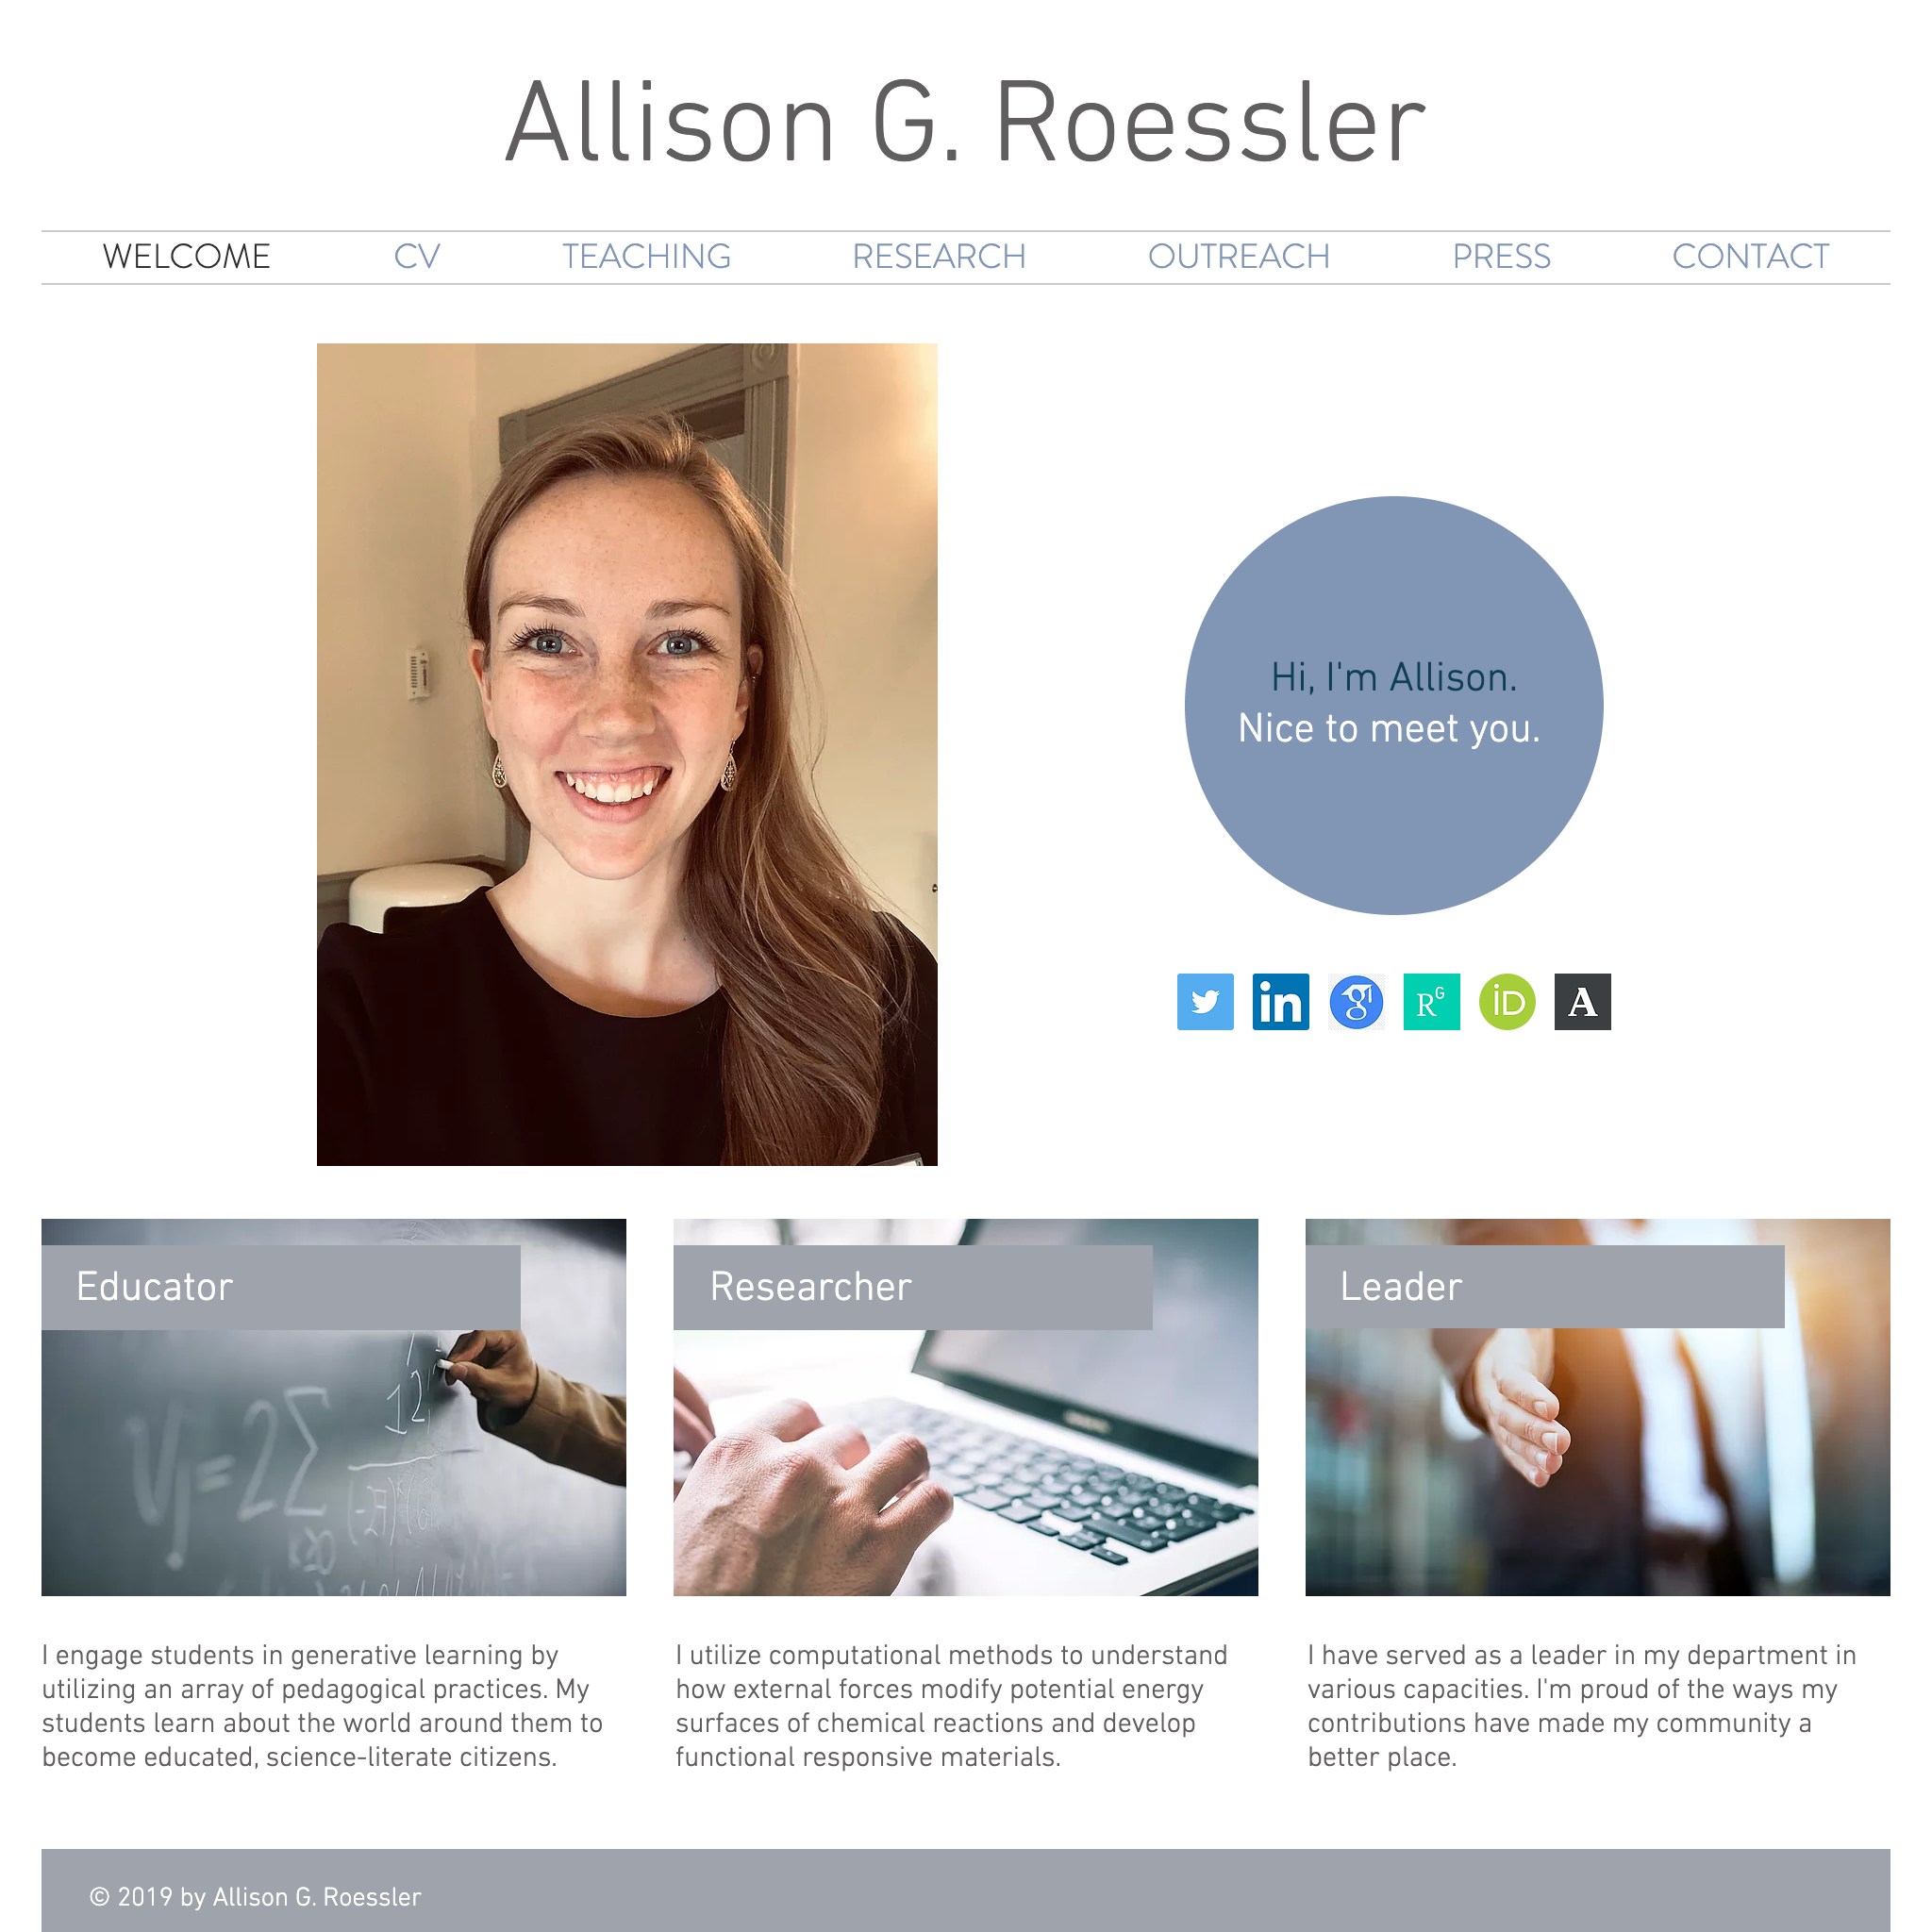 Allison G. Roessler
WELCOME CV TEACHING RESEARCH OUTREACH PRESS CONTACT
Hi, I'm Allison.
Nice to meet you.
in
R G
iD
A
Educator
I engage students in generative learning by
utilizing an array of pedagogical practices. My
students learn about the world around them to
become educated, science-literate citizens.
Researcher
I utilize computational methods to understand
how external forces modify potential energy
surfaces of chemical reactions and develop
functional responsive materials.
Leader
I have served as a leader in my department in
various capacities. I'm proud of the ways my
contributions have made my community a
better place.
© 2019 by Allison G. Roessler